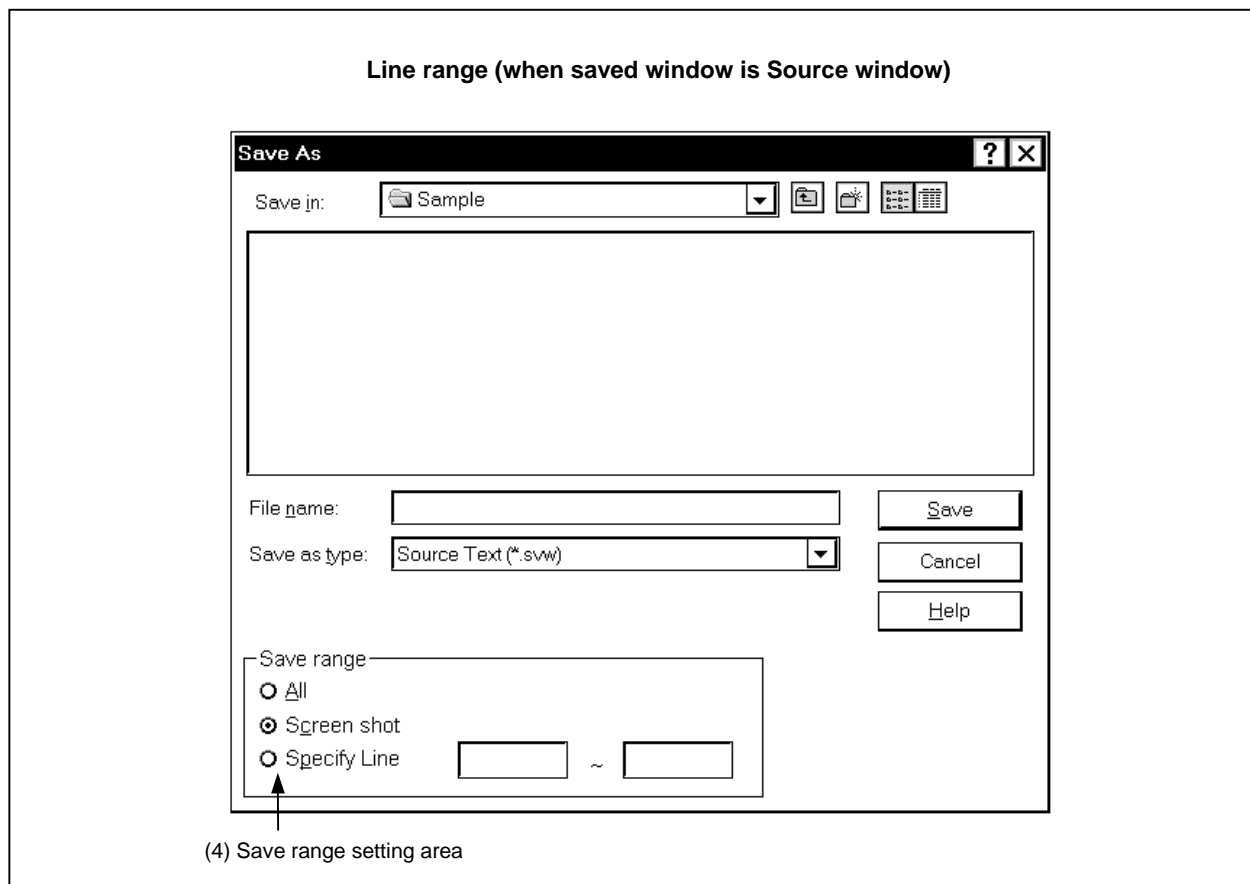 Line range (when saved window is Source window)
Save As
Save in: Sample
File name:
Save
Save as type: Source Text (*.svw)
Cancel
Help
Save range
All
Screen shot
Specify Line ~
(4) Save range setting area